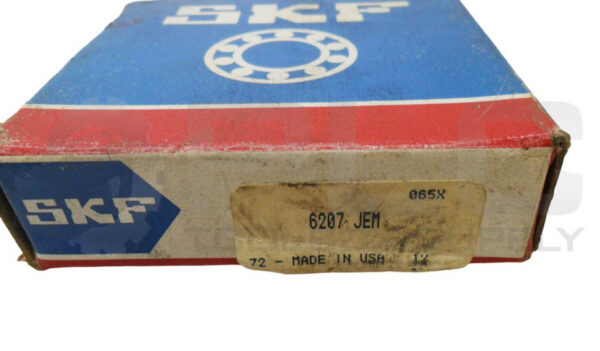 SKF
SKF
065X
6207 JEM
72 - MADE IN USA